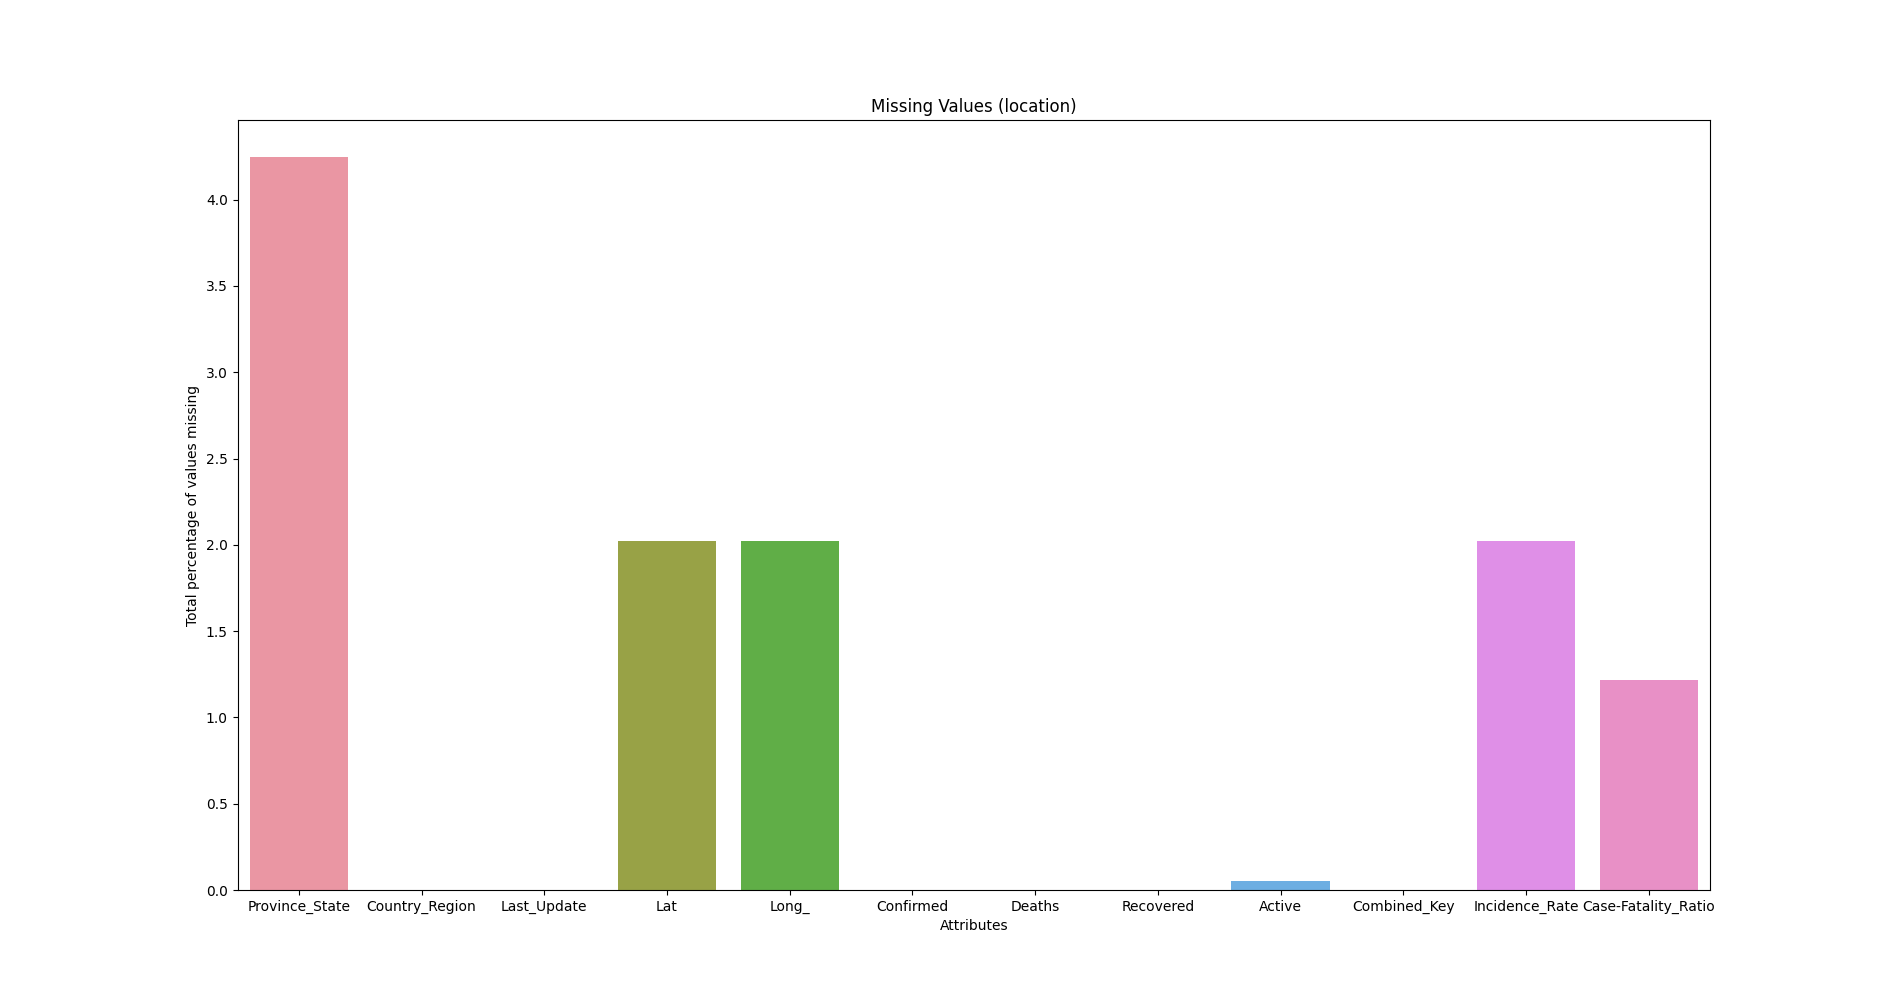 Missing Values (location)
Total percentage of values missing
4.0
3.5
3.0
2.5
2.0
1.5
1.0
0.5
0.0
Province_State Country_Region Last_Update Lat Long_ Confirmed Deaths Recovered Active Combined_Key Incidence_Rate Case-Fatality_Ratio
Attributes